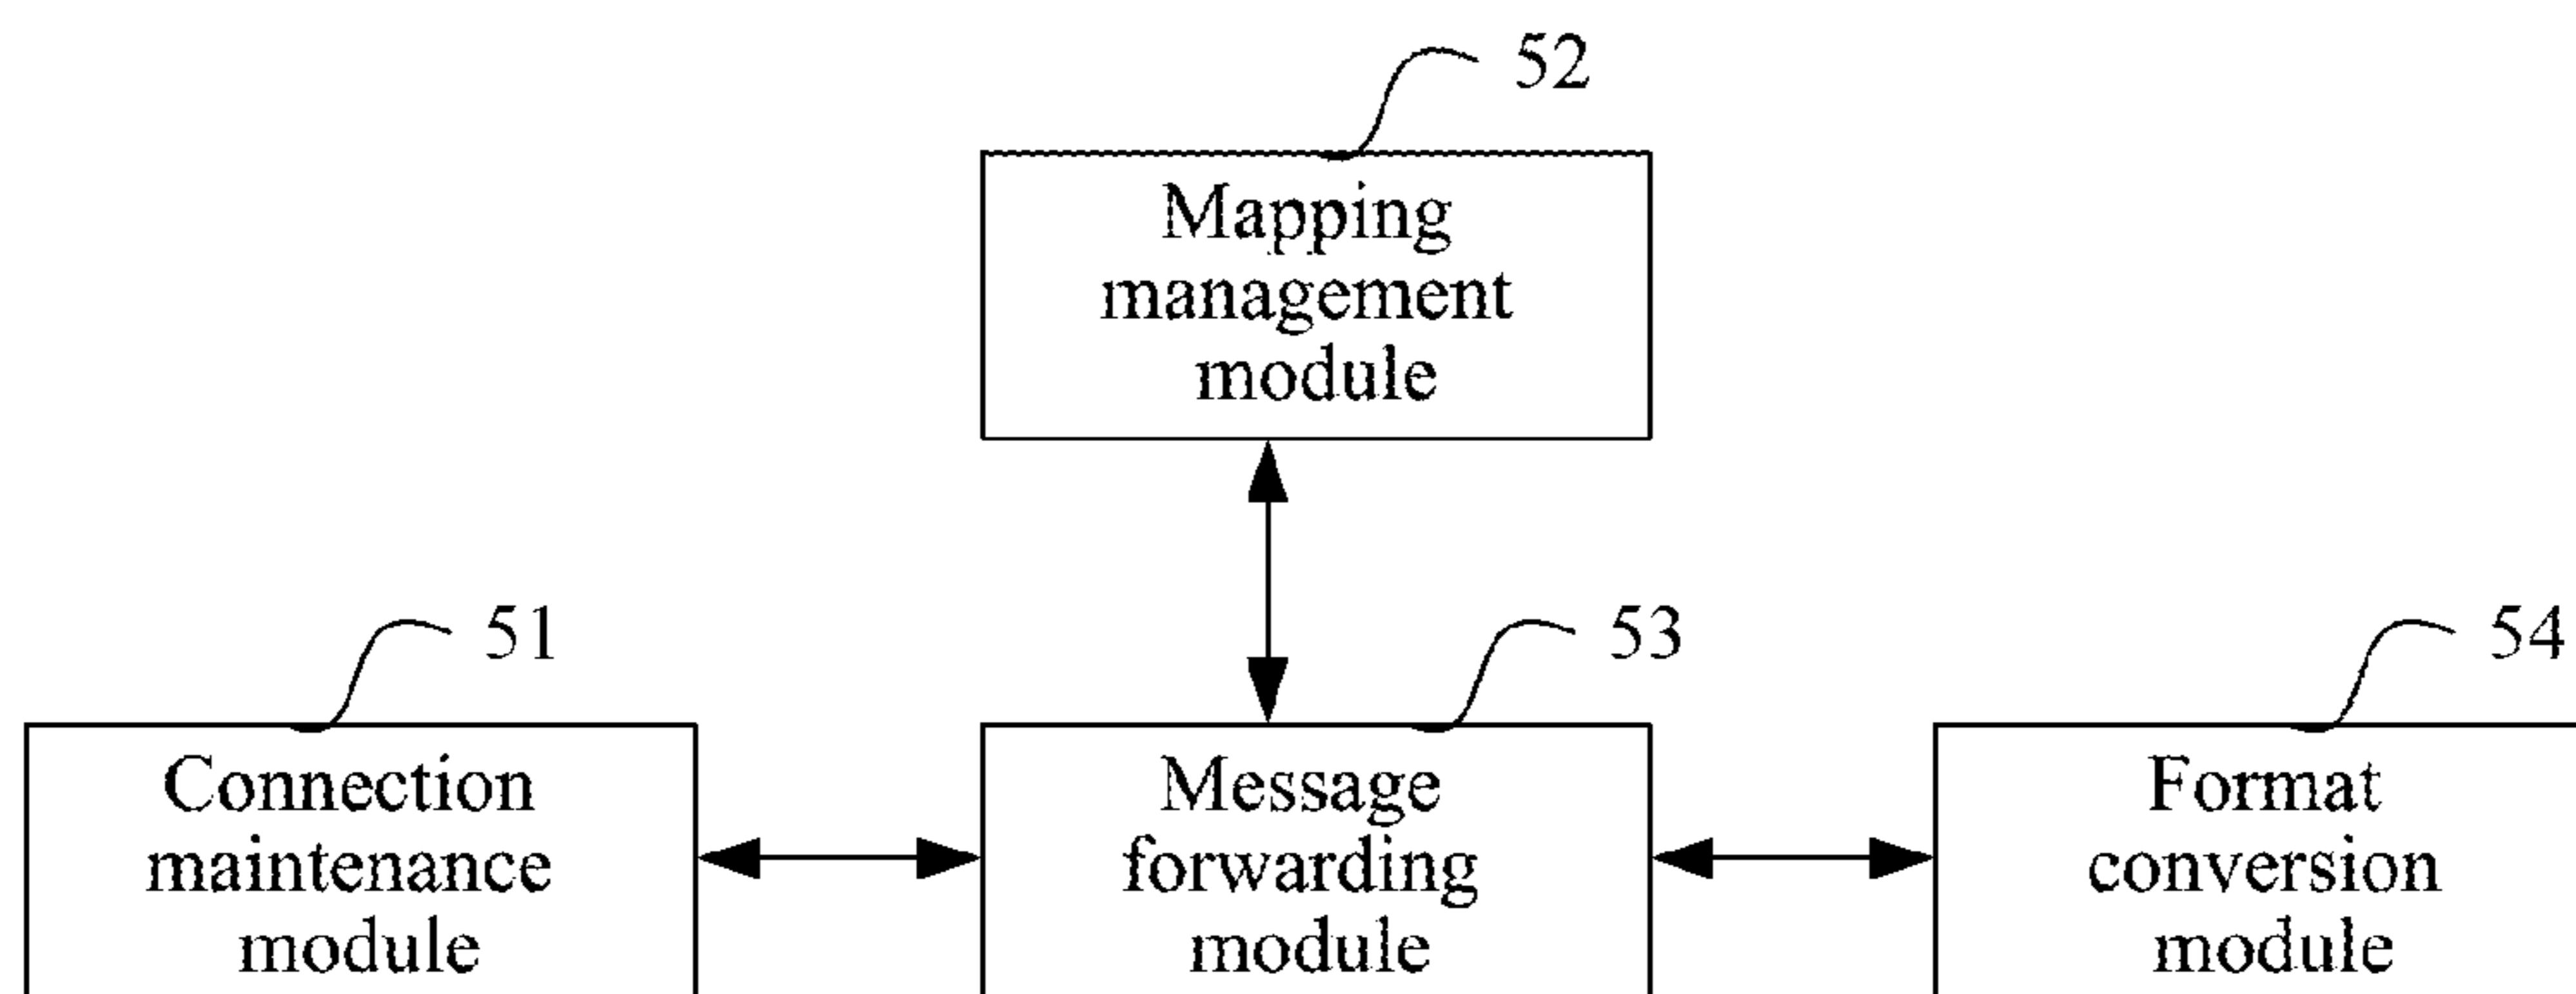 52
Mapping
management
module
51
53
54
Connection
maintenance
module
Message
forwarding
module
Format
conversion
module